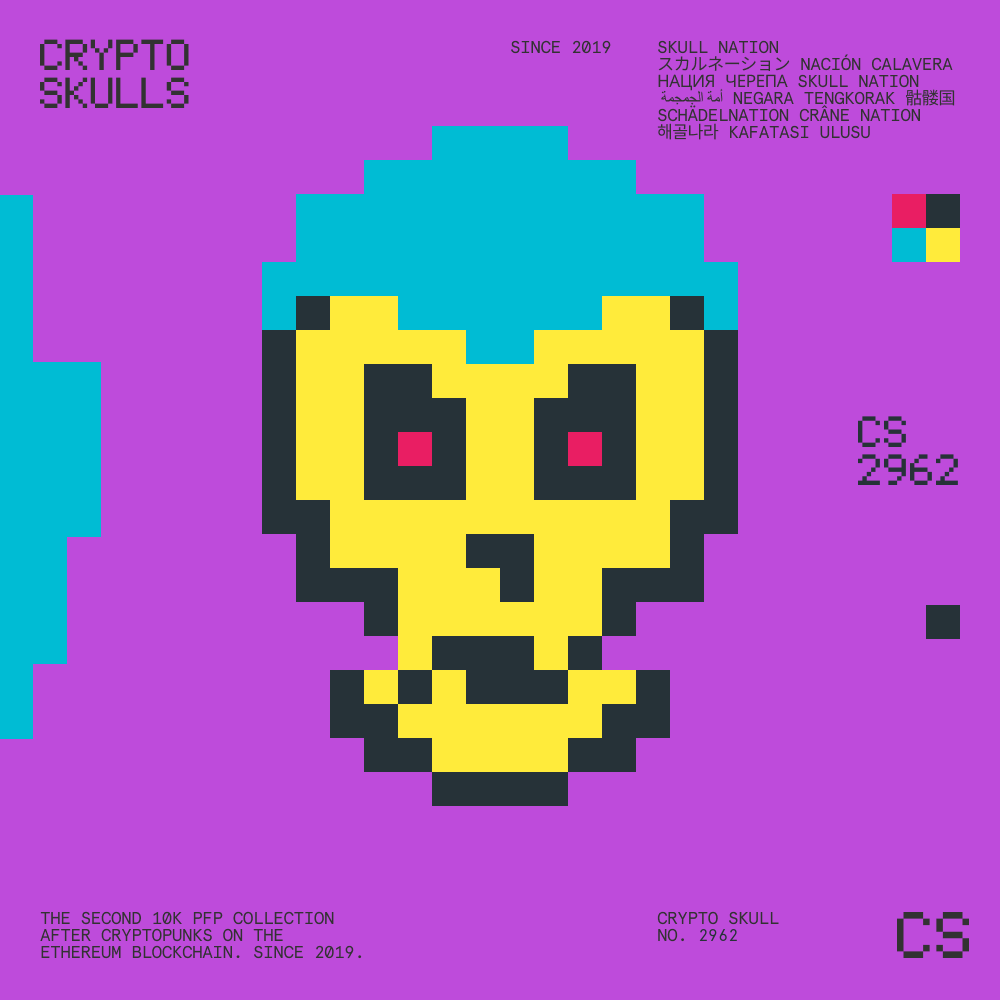 CRYPTO
SKULLS
SINCE 2019
SKULL NATION
スカルネーション NACIÓN CALAVERA
НАЦИЯ ЧЕРЕПА SKULL NATION
أمة الجمجمة NEGARA TENGKORAK 骷髅国
SCHÄDELNATION CRÂNE NATION
해골나라 KAFATASI ULUSU
CS
2962
THE SECOND 10K PFP COLLECTION
AFTER CRYPTOPUNKS ON THE
ETHEREUM BLOCKCHAIN. SINCE 2019.
CRYPTO SKULL
NO. 2962
CS